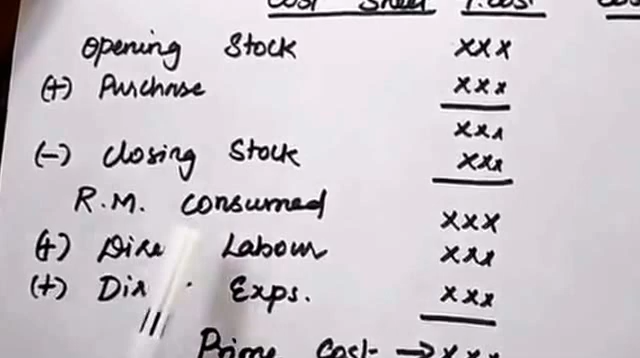 Cost Sheet T.Cost
Opening Stock xxx
(+) Purchase xxx
xxx
(-) Closing Stock xxx
R.M. Consumed xxx
(+) Labour xxx
(+) Exps. xxx
Prime Cost → xxx